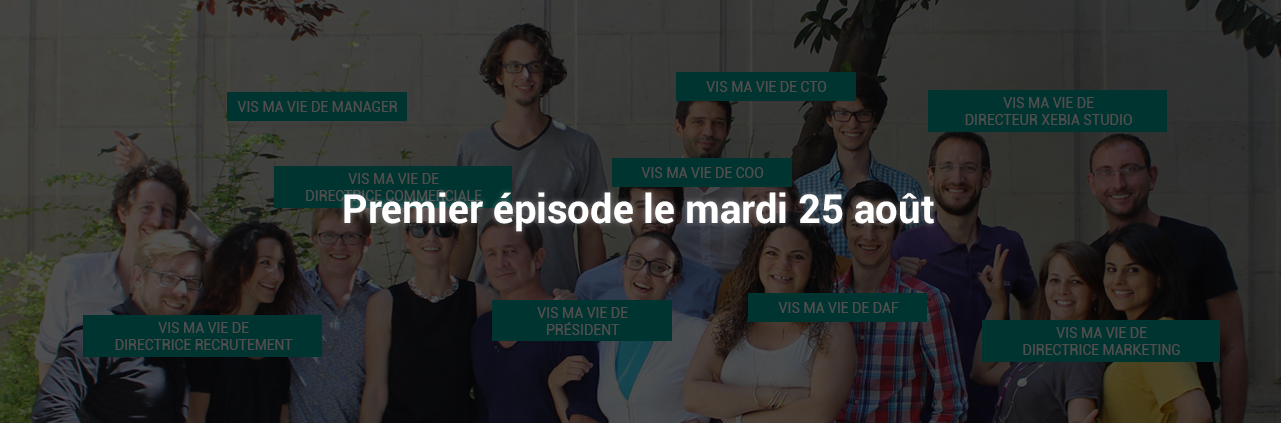 VIS MA VIE DE CTO
VIS MA VIE DE MANAGER
VIS MA VIE DE
DIRECTEUR XEBIA STUDIO
VIS MA VIE DE COO
VIS MA VIE DE
DIRECTRICE COMMERCIALE
Premier épisode le mardi 25 août
VIS MA VIE DE DAF
VIS MA VIE DE
PRÉSIDENT
VIS MA VIE DE
DIRECTRICE RECRUTEMENT
VIS MA VIE DE
DIRECTRICE MARKETING